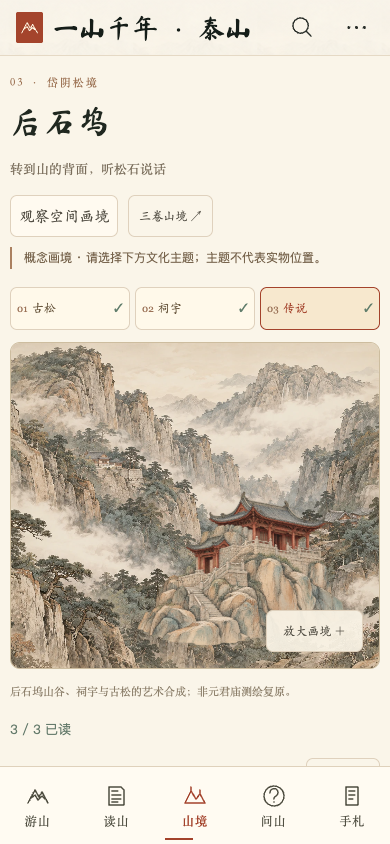 一山千年 · 泰山
03 · 岱阴松境
后石坞
转到山的背面，听松石说话
观察空间画境
三卷山境↗
概念画境 · 请选择下方文化主题；主题不代表实物位置。
01 古松 ✓
02 祠宇 ✓
03 传说 ✓
放大画境 ＋
后石坞山谷、祠宇与古松的艺术合成；非元君庙测绘复原。
3 / 3 已读
游山
读山
山境
问山
手札